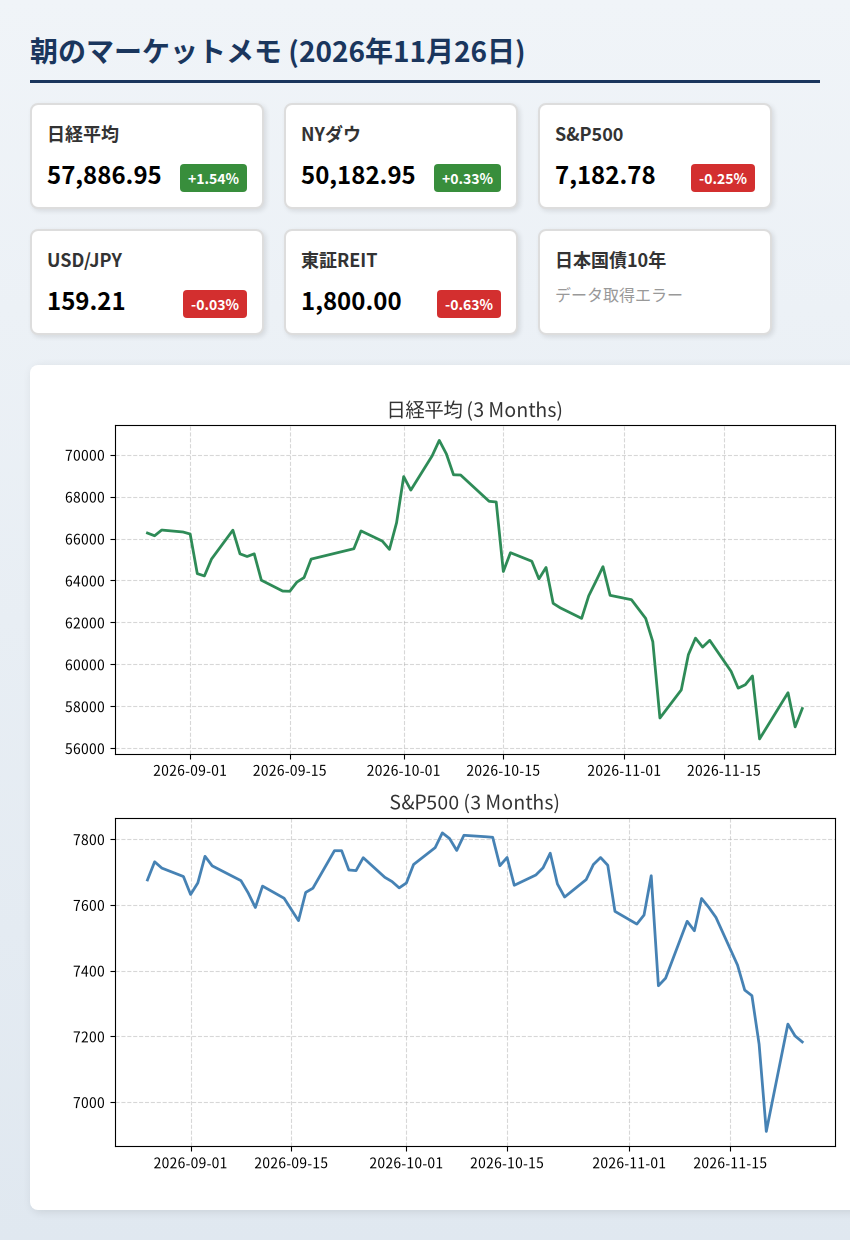 朝のマーケットメモ (2026年11月26日)
日経平均
57,886.95 +1.54%
NYダウ
50,182.95 +0.33%
S&P500
7,182.78 -0.25%
USD/JPY
159.21 -0.03%
東証REIT
1,800.00 -0.63%
日本国債10年
データ取得エラー
日経平均 (3 Months)
70000
68000
66000
64000
62000
60000
58000
56000
2026-09-01 2026-09-15 2026-10-01 2026-10-15 2026-11-01 2026-11-15
S&P500 (3 Months)
7800
7600
7400
7200
7000
2026-09-01 2026-09-15 2026-10-01 2026-10-15 2026-11-01 2026-11-15